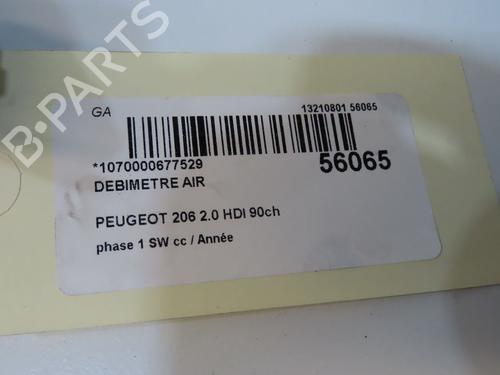 GA
13210801 56065
*1070000677529
56065
DEBIMETRE AIR
PEUGEOT 206 2.0 HDI 90ch
phase 1 SW cc / Année
B-PARTS